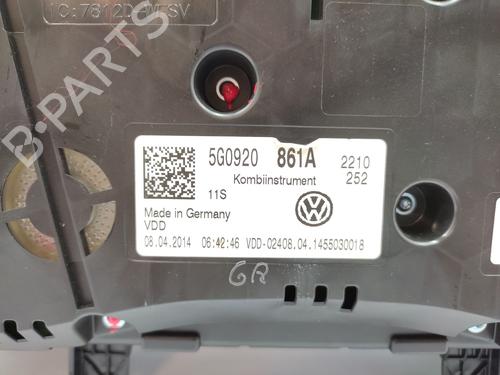 IC:7812D-
B-PARTS
5G0920 861A 2210
Kombiinstrument 252
11S
Made in Germany
VDD
08.04.2014 06:42:46 VDD-02408.04.1455030018
GR